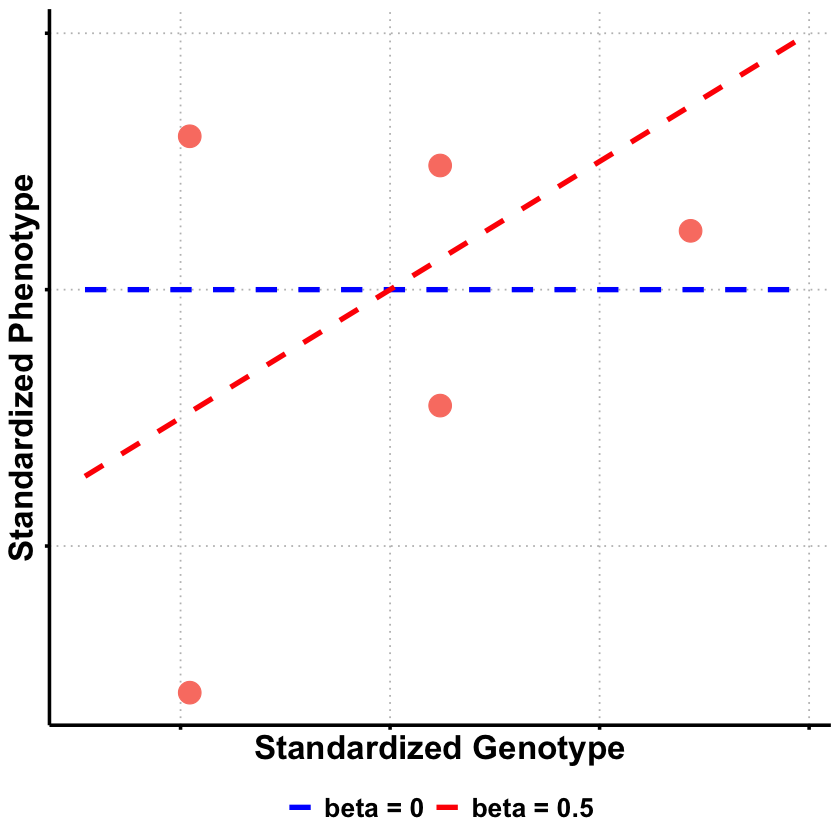 Standardized Phenotype
Standardized Genotype
beta = 0 beta = 0.5